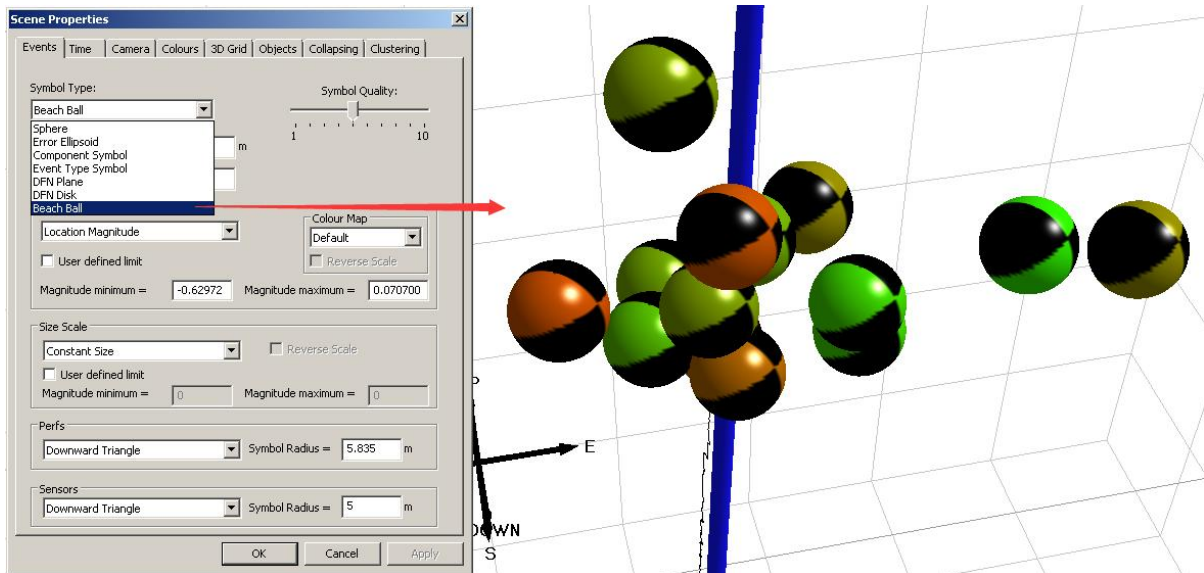 Scene Properties
Events Time Camera Colours 3D Grid Objects Collapsing Clustering
Symbol Type: Symbol Quality:
Beach Ball
1 10
Sphere
Error Ellipsoid
Component Symbol
Event Type Symbol
DFN Plane
DFN Disk
Beach Ball
m
Location Magnitude
Colour Map
Default
Reverse Scale
User defined limit
Magnitude minimum = -0.62972 Magnitude maximum = 0.070700
Size Scale
Constant Size Reverse Scale
User defined limit
Magnitude minimum = 0 Magnitude maximum = 0
Perfs
Downward Triangle Symbol Radius = 5.835 m
Sensors
Downward Triangle Symbol Radius = 5 m
OK Cancel Apply
E
S